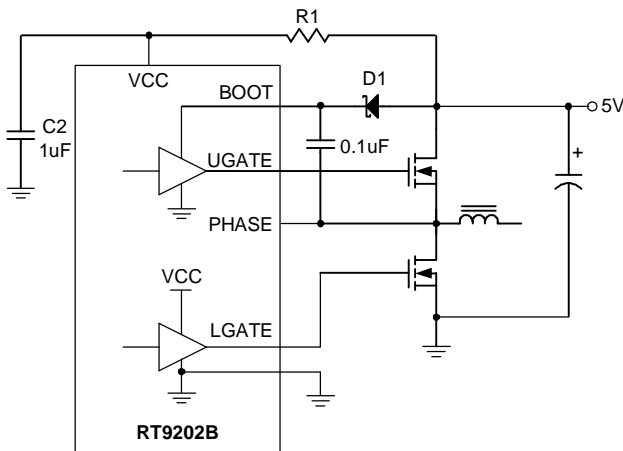 R1
VCC
BOOT
D1
5V
C2
1uF
0.1uF
+
UGATE
PHASE
VCC
LGATE
RT9202B